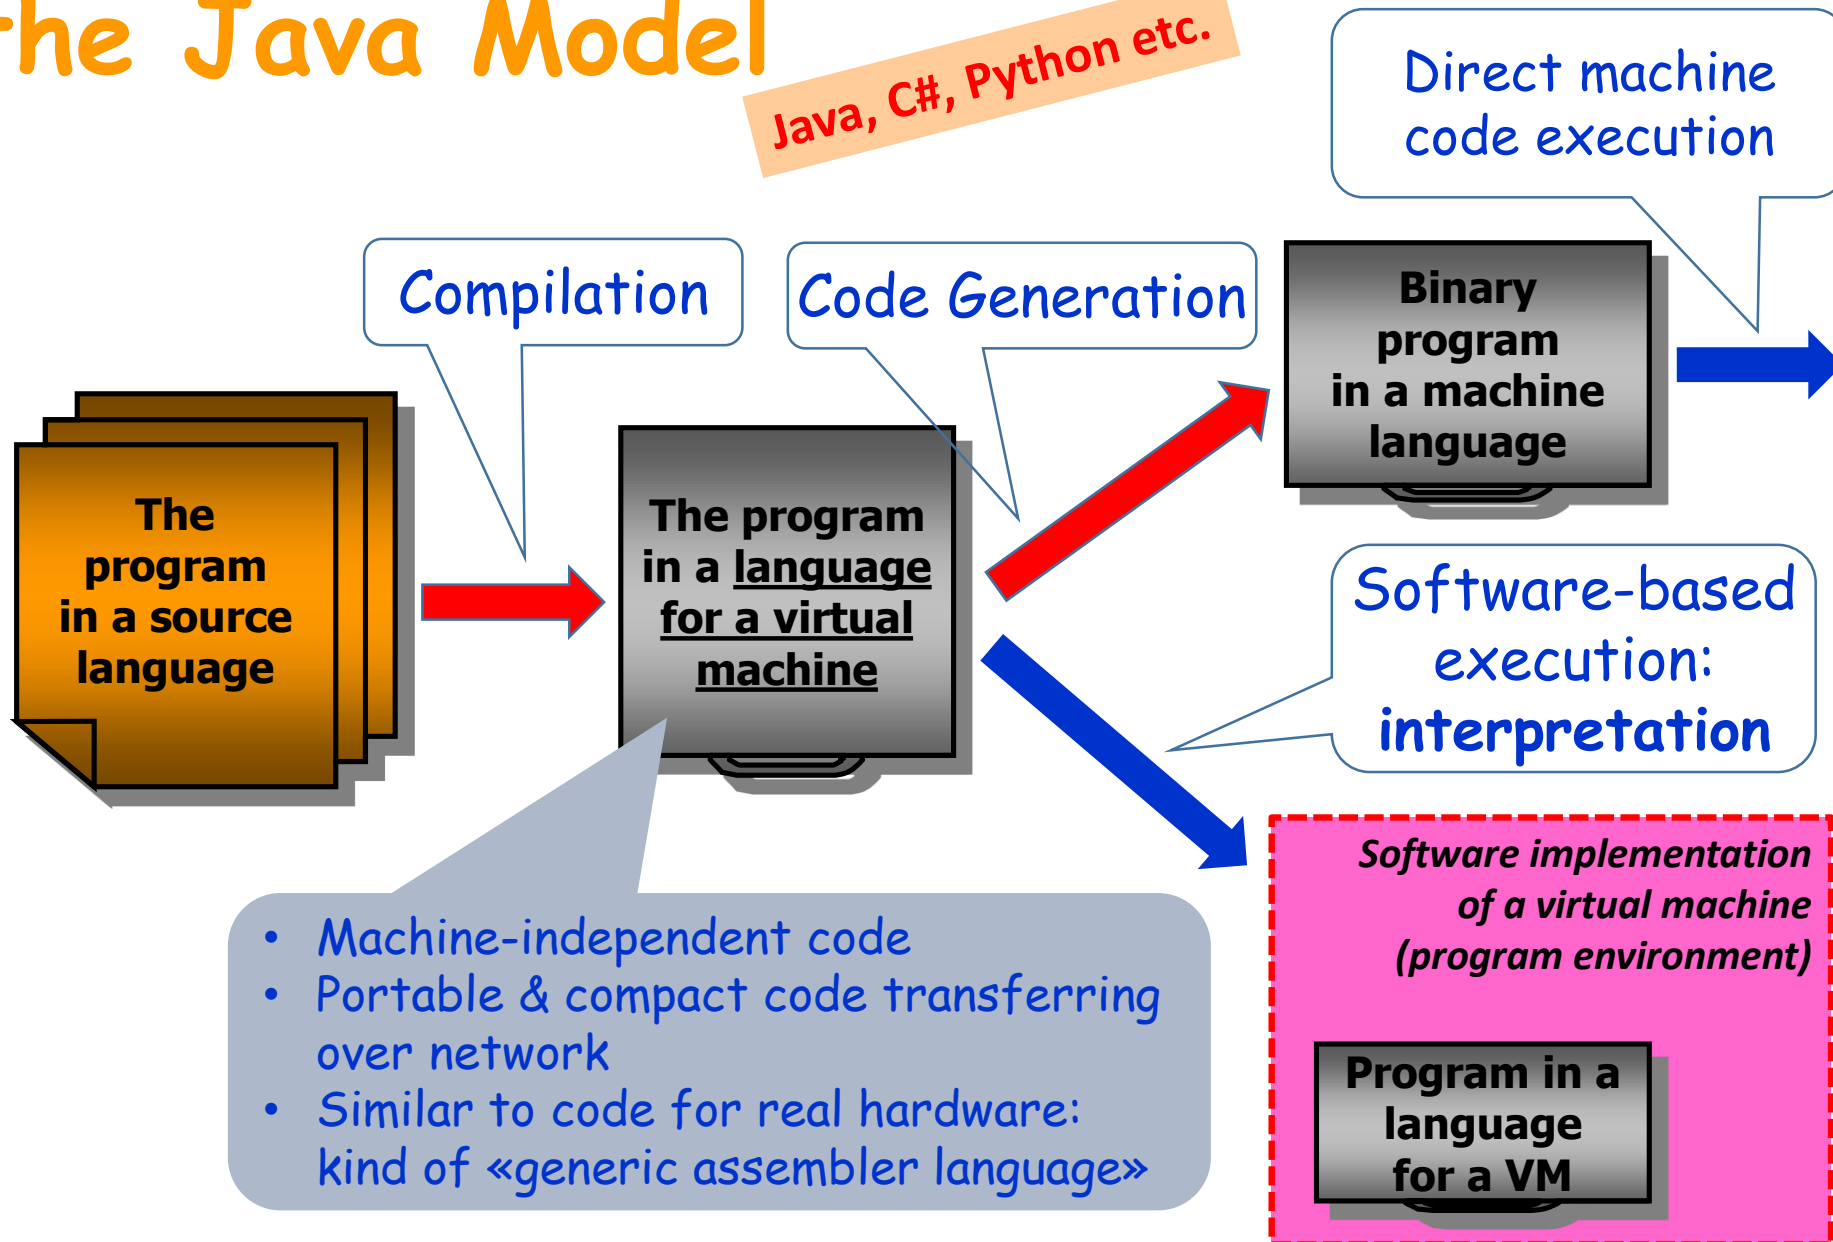 the Java Model
Java, C#, Python etc.
Direct machine
code execution
Compilation
Code Generation
Binary
program
in a machine
language
The
program
in a source
language
The program
in a language
for a virtual
machine
Software-based
execution:
interpretation
• Machine-independent code
• Portable & compact code transferring
over network
• Similar to code for real hardware:
kind of «generic assembler language»
Software implementation
of a virtual machine
(program environment)
Program in a
language
for a VM